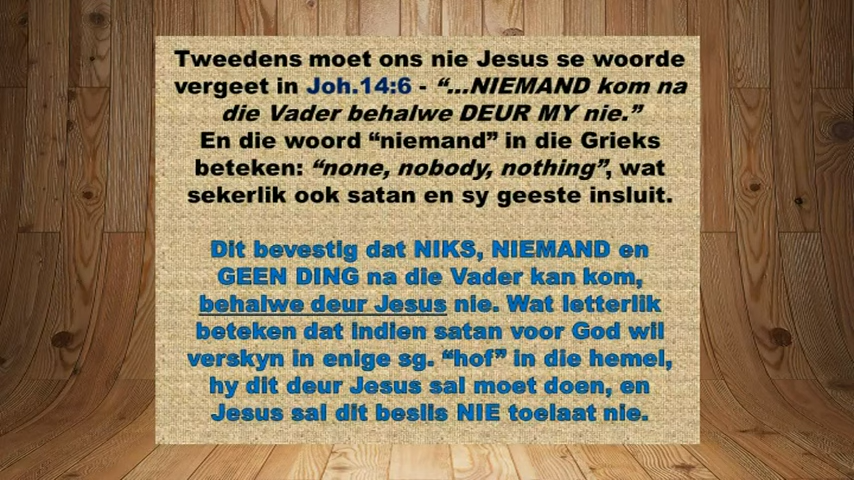 Tweedens moet ons nie Jesus se woorde
vergeet in Joh.14:6 - “...NIEMAND kom na
die Vader behalwe DEUR MY nie.”
En die woord “niemand” in die Grieks
beteken: “none, nobody, nothing”, wat
sekerlik ook satan en sy geeste insluit.
Dit bevestig dat NIKS, NIEMAND en
GEEN DING na die Vader kan kom,
behalwe deur Jesus nie. Wat letterlik
beteken dat indien satan voor God wil
verskyn in enige sg. “hof” in die hemel,
hy dit deur Jesus sal moet doen, en
Jesus sal dit beslis NIE toelaat nie.